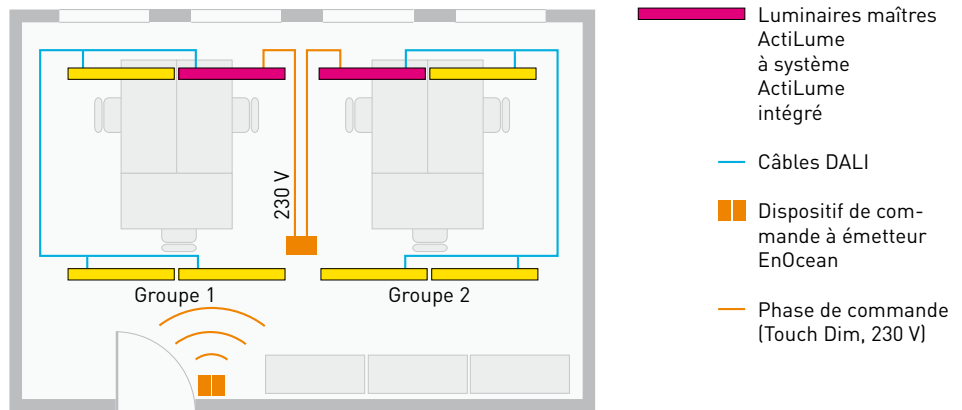 230 V
Groupe 1
Groupe 2
Luminaires maîtres
ActiLume
à système
ActiLume
intégré
Câbles DALI
Dispositif de com-
mande à émetteur
EnOcean
Phase de commande
(Touch Dim, 230 V)